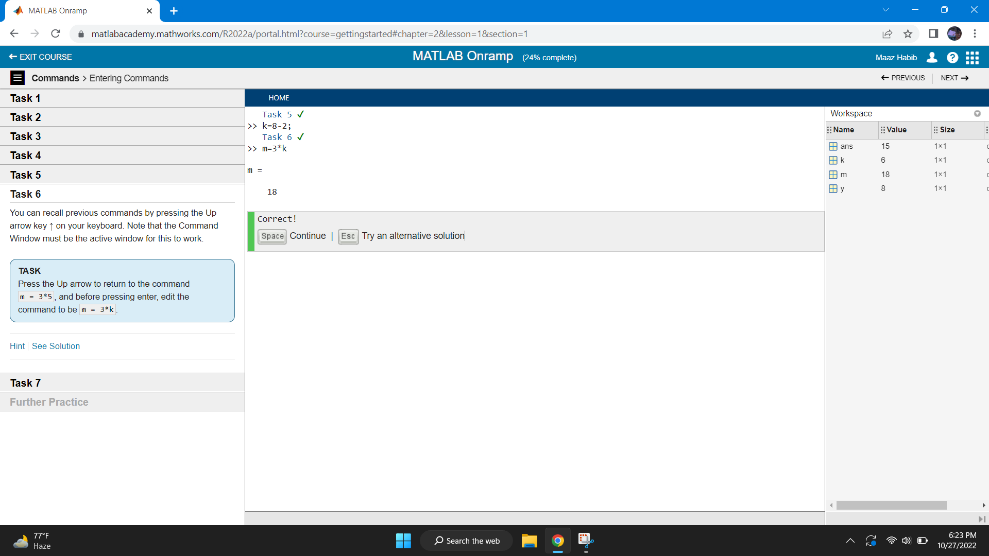 MATLAB Onramp
matlabacademy.mathworks.com/R2022a/portal.html?course=gettingstarted#chapter=2&lesson=1&section=1
← EXIT COURSE
MATLAB Onramp (24% complete)
Maaz Habib
Commands > Entering Commands
← PREVIOUS
NEXT →
Task 1
Task 2
Task 3
Task 4
Task 5
Task 6
You can recall previous commands by pressing the Up
arrow key ↑ on your keyboard. Note that the Command
Window must be the active window for this to work.
TASK
Press the Up arrow to return to the command
m = 3*5, and before pressing enter, edit the
command to be m = 3*k.
Hint | See Solution
Task 7
Further Practice
HOME
Task 5 ✓
>> k=8-2;
Task 6 ✓
>> m=3*k
m =
18
Correct!
Space Continue | Esc Try an alternative solution
Workspace
Name Value Size
ans 15 1×1
k 6 1×1
m 18 1×1
y 8 1×1
77°F
Haze
Search the web
6:23 PM
10/27/2022